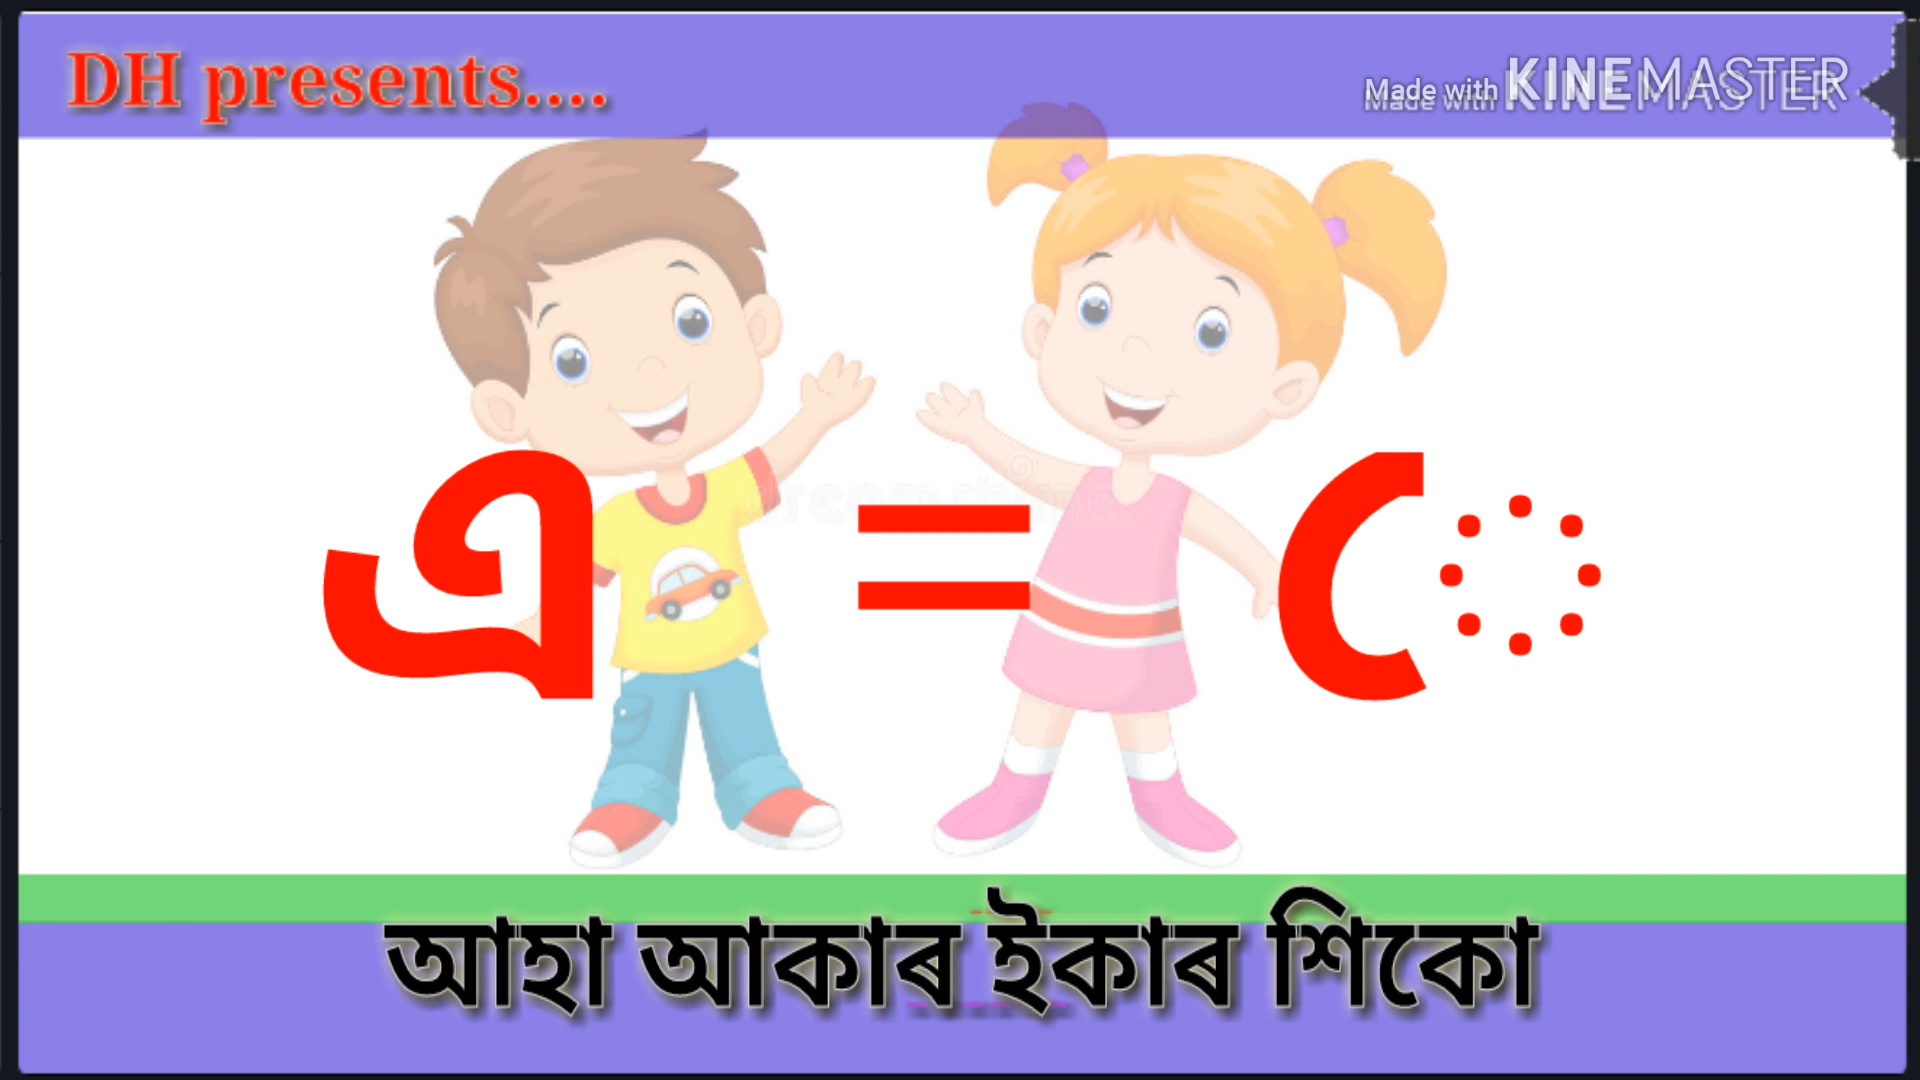 DH presents....
Made with KINEMASTER
এ = ে
আহা আকাৰ ইকাৰ শিকো